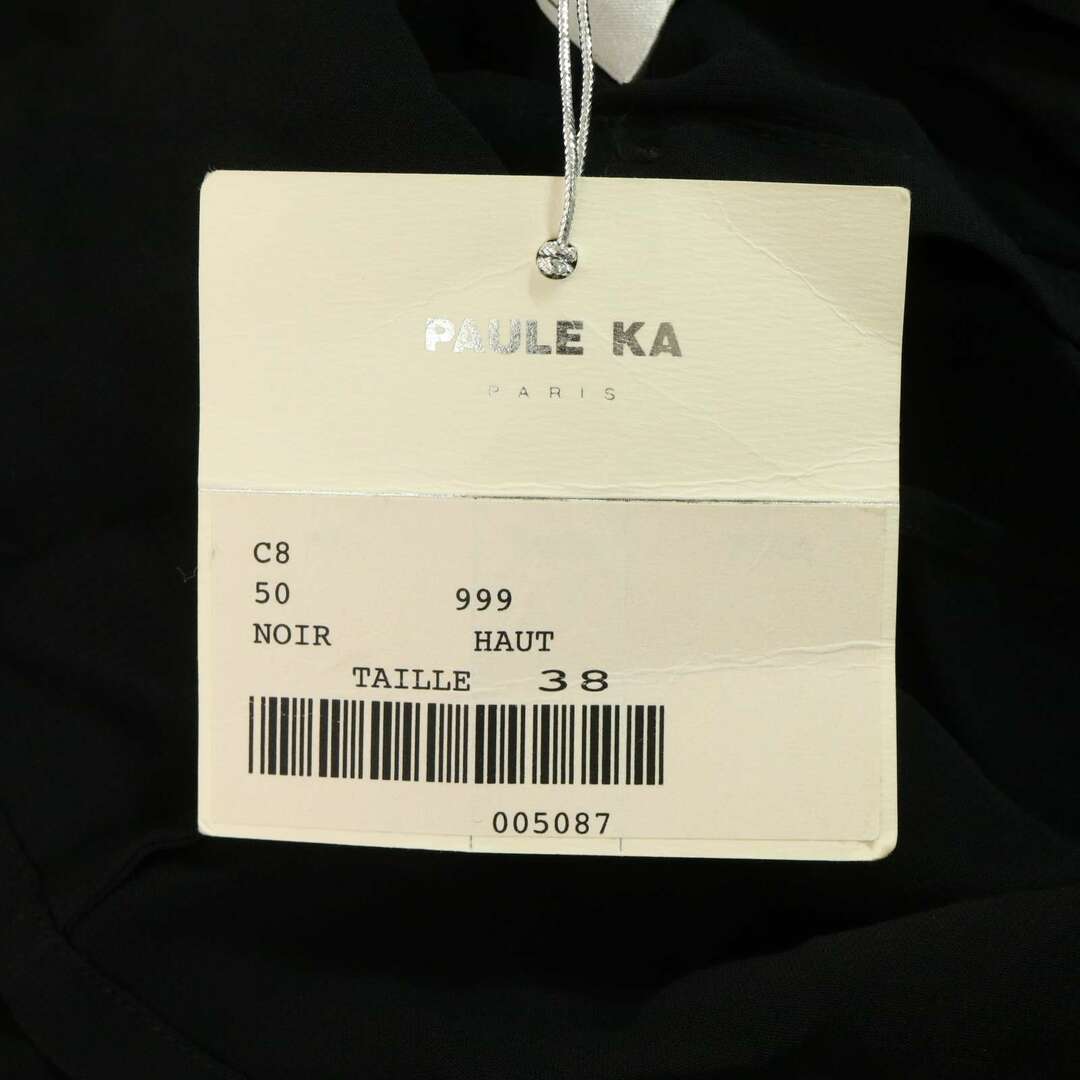 PAULE KA
PARIS
C8
50 999
NOIR HAUT
TAILLE 38
005087